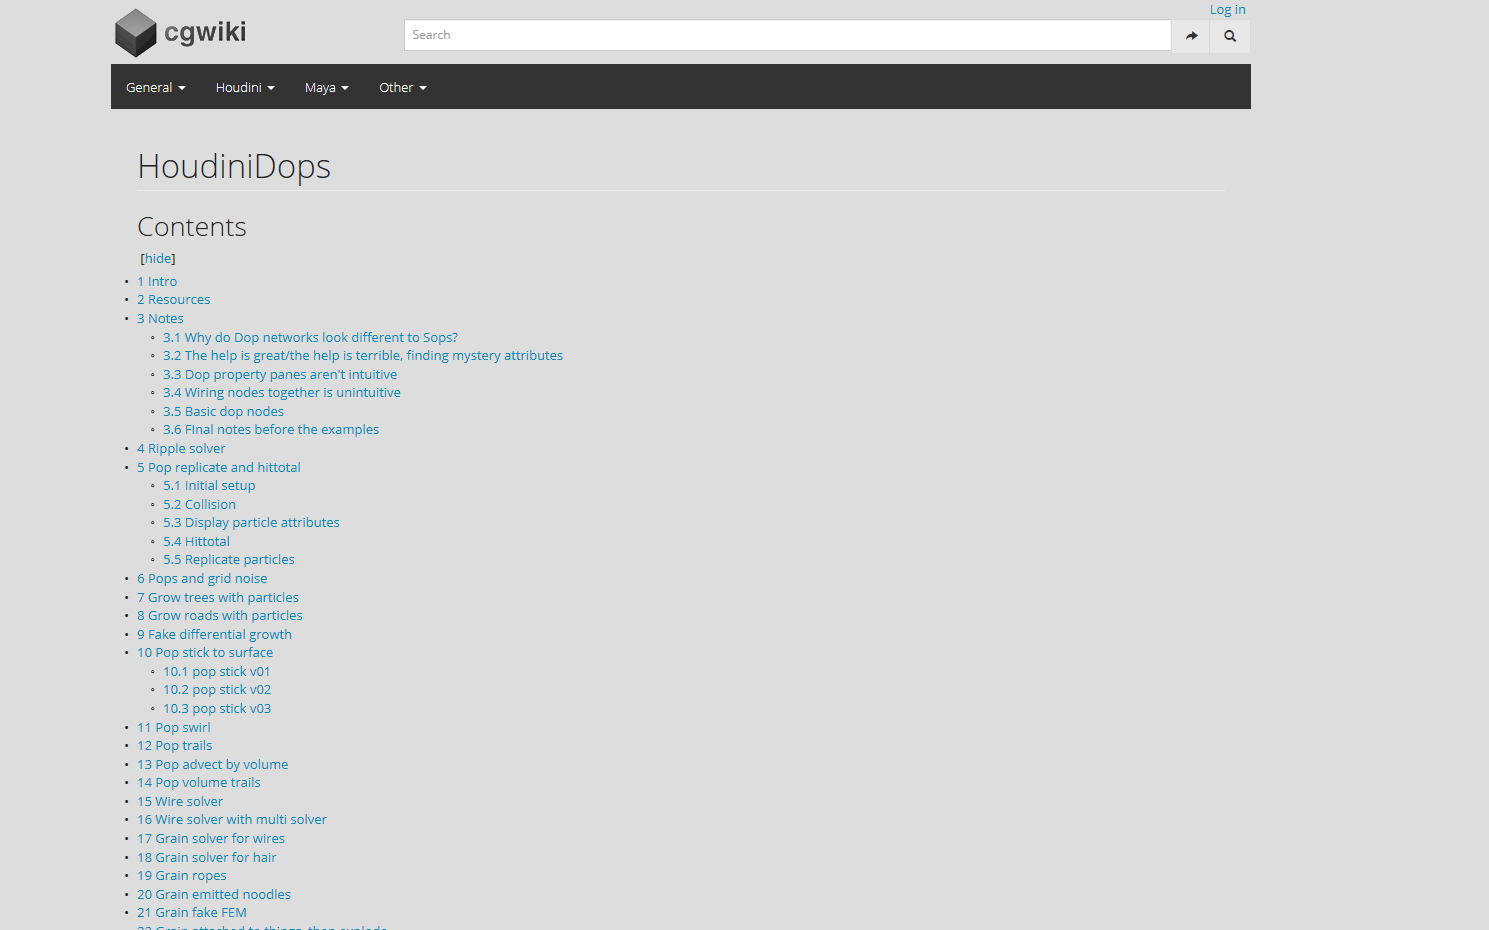 Log in
cgwiki
Search
General
Houdini
Maya
Other
HoudiniDops
Contents
[hide]
• 1 Intro
• 2 Resources
• 3 Notes
◦ 3.1 Why do Dop networks look different to Sops?
◦ 3.2 The help is great/the help is terrible, finding mystery attributes
◦ 3.3 Dop property panes aren't intuitive
◦ 3.4 Wiring nodes together is unintuitive
◦ 3.5 Basic dop nodes
◦ 3.6 FInal notes before the examples
• 4 Ripple solver
• 5 Pop replicate and hittotal
◦ 5.1 Initial setup
◦ 5.2 Collision
◦ 5.3 Display particle attributes
◦ 5.4 Hittotal
◦ 5.5 Replicate particles
• 6 Pops and grid noise
• 7 Grow trees with particles
• 8 Grow roads with particles
• 9 Fake differential growth
• 10 Pop stick to surface
◦ 10.1 pop stick v01
◦ 10.2 pop stick v02
◦ 10.3 pop stick v03
• 11 Pop swirl
• 12 Pop trails
• 13 Pop advect by volume
• 14 Pop volume trails
• 15 Wire solver
• 16 Wire solver with multi solver
• 17 Grain solver for wires
• 18 Grain solver for hair
• 19 Grain ropes
• 20 Grain emitted noodles
• 21 Grain fake FEM
22 Grain attached to things, then explode